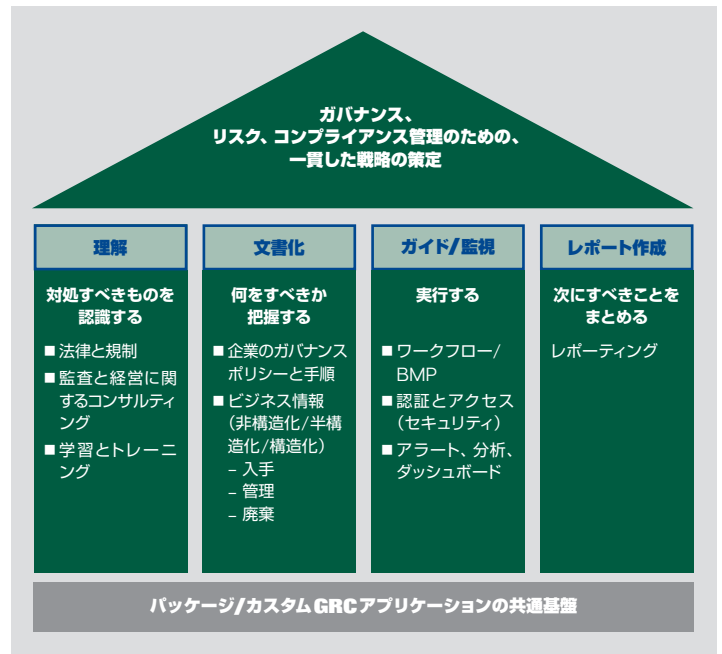 ガバナンス、
リスク、コンプライアンス管理のための、
一貫した戦略の策定
理解
対処すべきものを
認識する
■法律と規制
■監査と経営に関
するコンサルティ
ング
■学習とトレーニ
ング
文書化
何をすべきか
把握する
■企業のガバナンス
ポリシーと手順
■ビジネス情報
(非構造化/半構
造化/構造化)
– 入手
– 管理
– 廃棄
ガイド/監視
実行する
■ワークフロー/
BMP
■認証とアクセス
(セキュリティ)
■アラート、分析、
ダッシュボード
レポート作成
次にすべきことを
まとめる
レポーティング
パッケージ/カスタムGRCアプリケーションの共通基盤